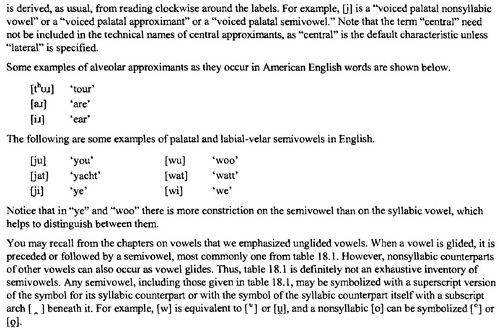 is derived, as usual, from reading clockwise around the labels. For example, [j] is a “voiced palatal nonsyllabic
vowel” or a “voiced palatal approximant” or a “voiced palatal semivowel.” Note that the term “central” need
not be included in the technical names of central approximants, as “central” is the default characteristic unless
“lateral” is specified.
Some examples of alveolar approximants as they occur in American English words are shown below.
[tʰuɹ] ‘tour’
[aɹ] ‘are’
[iɹ] ‘ear’
The following are some examples of palatal and labial-velar semivowels in English.
[ju] ‘you’ [wu] ‘woo’
[jat] ‘yacht’ [wat] ‘watt’
[ji] ‘ye’ [wi] ‘we’
Notice that in “ye” and “woo” there is more constriction on the semivowel than on the syllabic vowel, which
helps to distinguish between them.
You may recall from the chapters on vowels that we emphasized unglided vowels. When a vowel is glided, it is
preceded or followed by a semivowel, most commonly one from table 18.1. However, nonsyllabic counterparts
of other vowels can also occur as vowel glides. Thus, table 18.1 is definitely not an exhaustive inventory of
semivowels. Any semivowel, including those given in table 18.1, may be symbolized with a superscript version
of the symbol for its syllabic counterpart or with the symbol of the syllabic counterpart itself with a subscript
arch [ ̯ ] beneath it. For example, [w] is equivalent to [ᵘ] or [u̯], and a nonsyllabic [o] can be symbolized [ᵒ] or
[o̯].